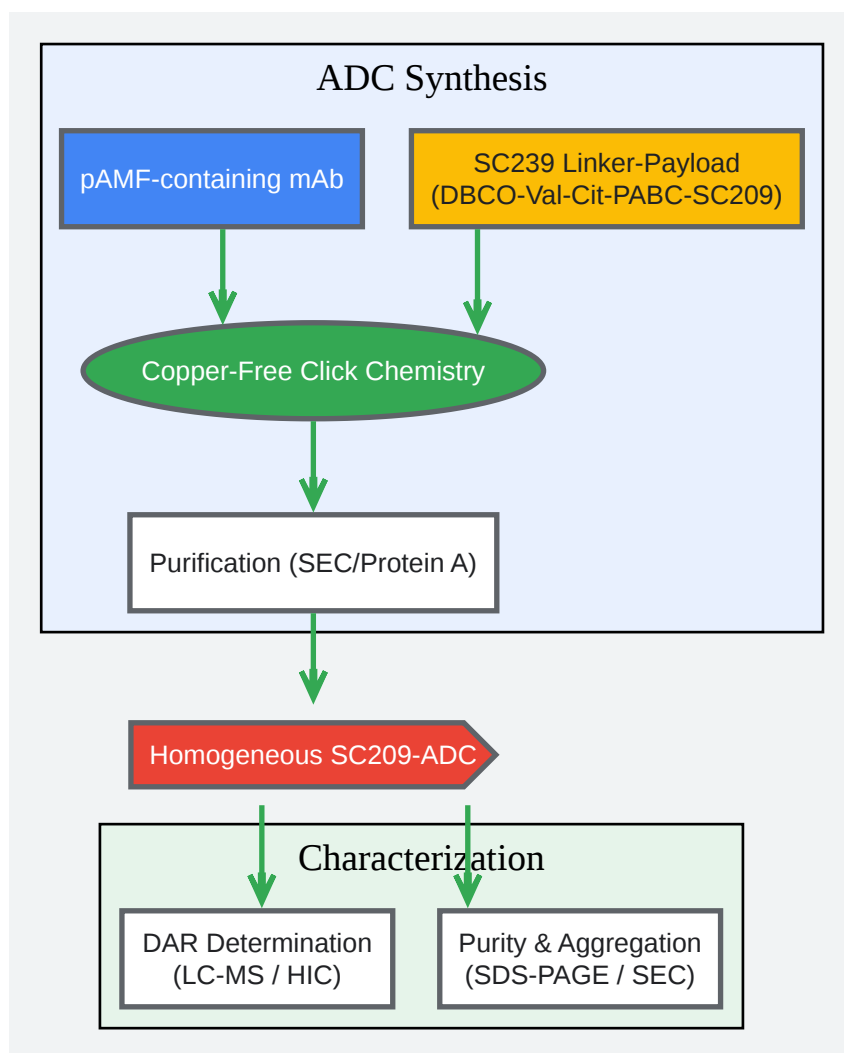 ADC Synthesis
pAMF-containing mAb
SC239 Linker-Payload
(DBCO-Val-Cit-PABC-SC209)
Copper-Free Click Chemistry
Purification (SEC/Protein A)
Homogeneous SC209-ADC
Characterization
DAR Determination
(LC-MS / HIC)
Purity & Aggregation
(SDS-PAGE / SEC)